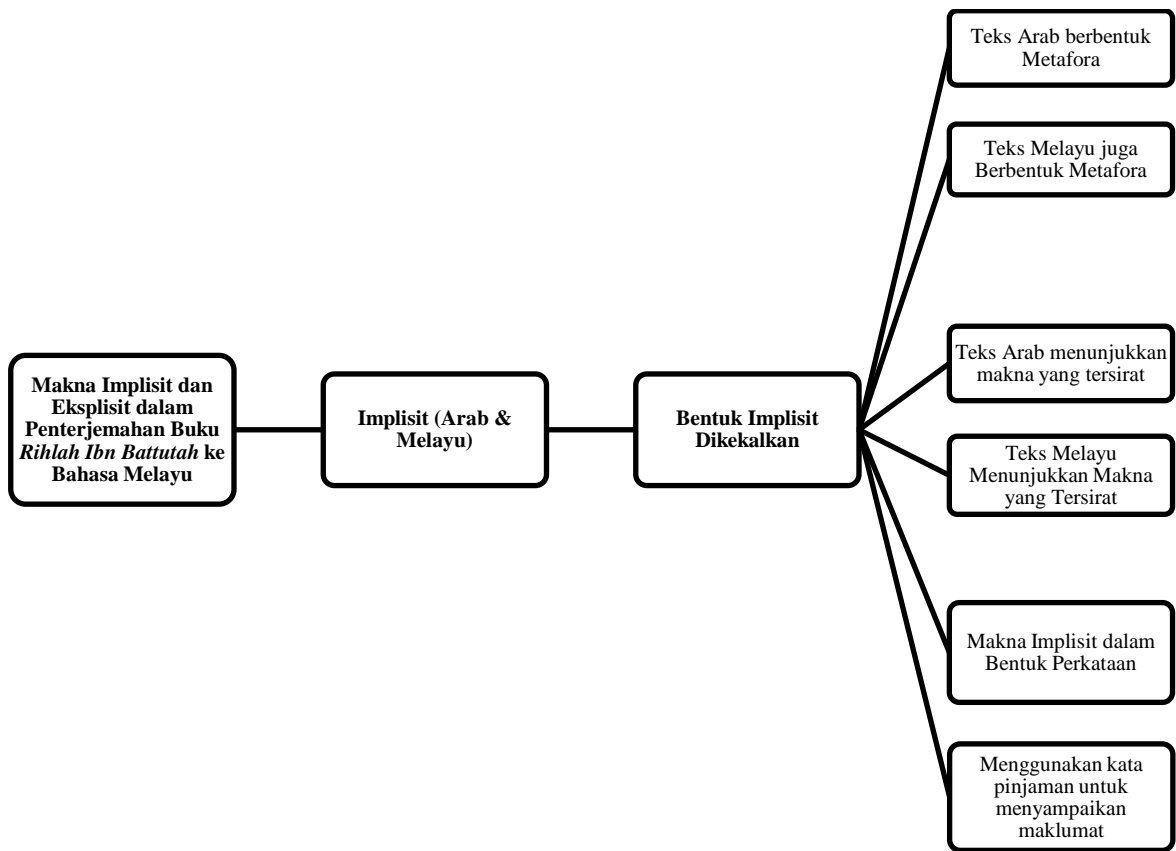 Makna Implisit dan
Eksplisit dalam
Penterjemahan Buku
Rihlah Ibn Battutah ke
Bahasa Melayu
Implisit (Arab &
Melayu)
Bentuk Implisit
Dikekalkan
Teks Arab berbentuk
Metafora
Teks Melayu juga
Berbentuk Metafora
Teks Arab menunjukkan
makna yang tersirat
Teks Melayu
Menunjukkan Makna
yang Tersirat
Makna Implisit dalam
Bentuk Perkataan
Menggunakan kata
pinjaman untuk
menyampaikan
maklumat